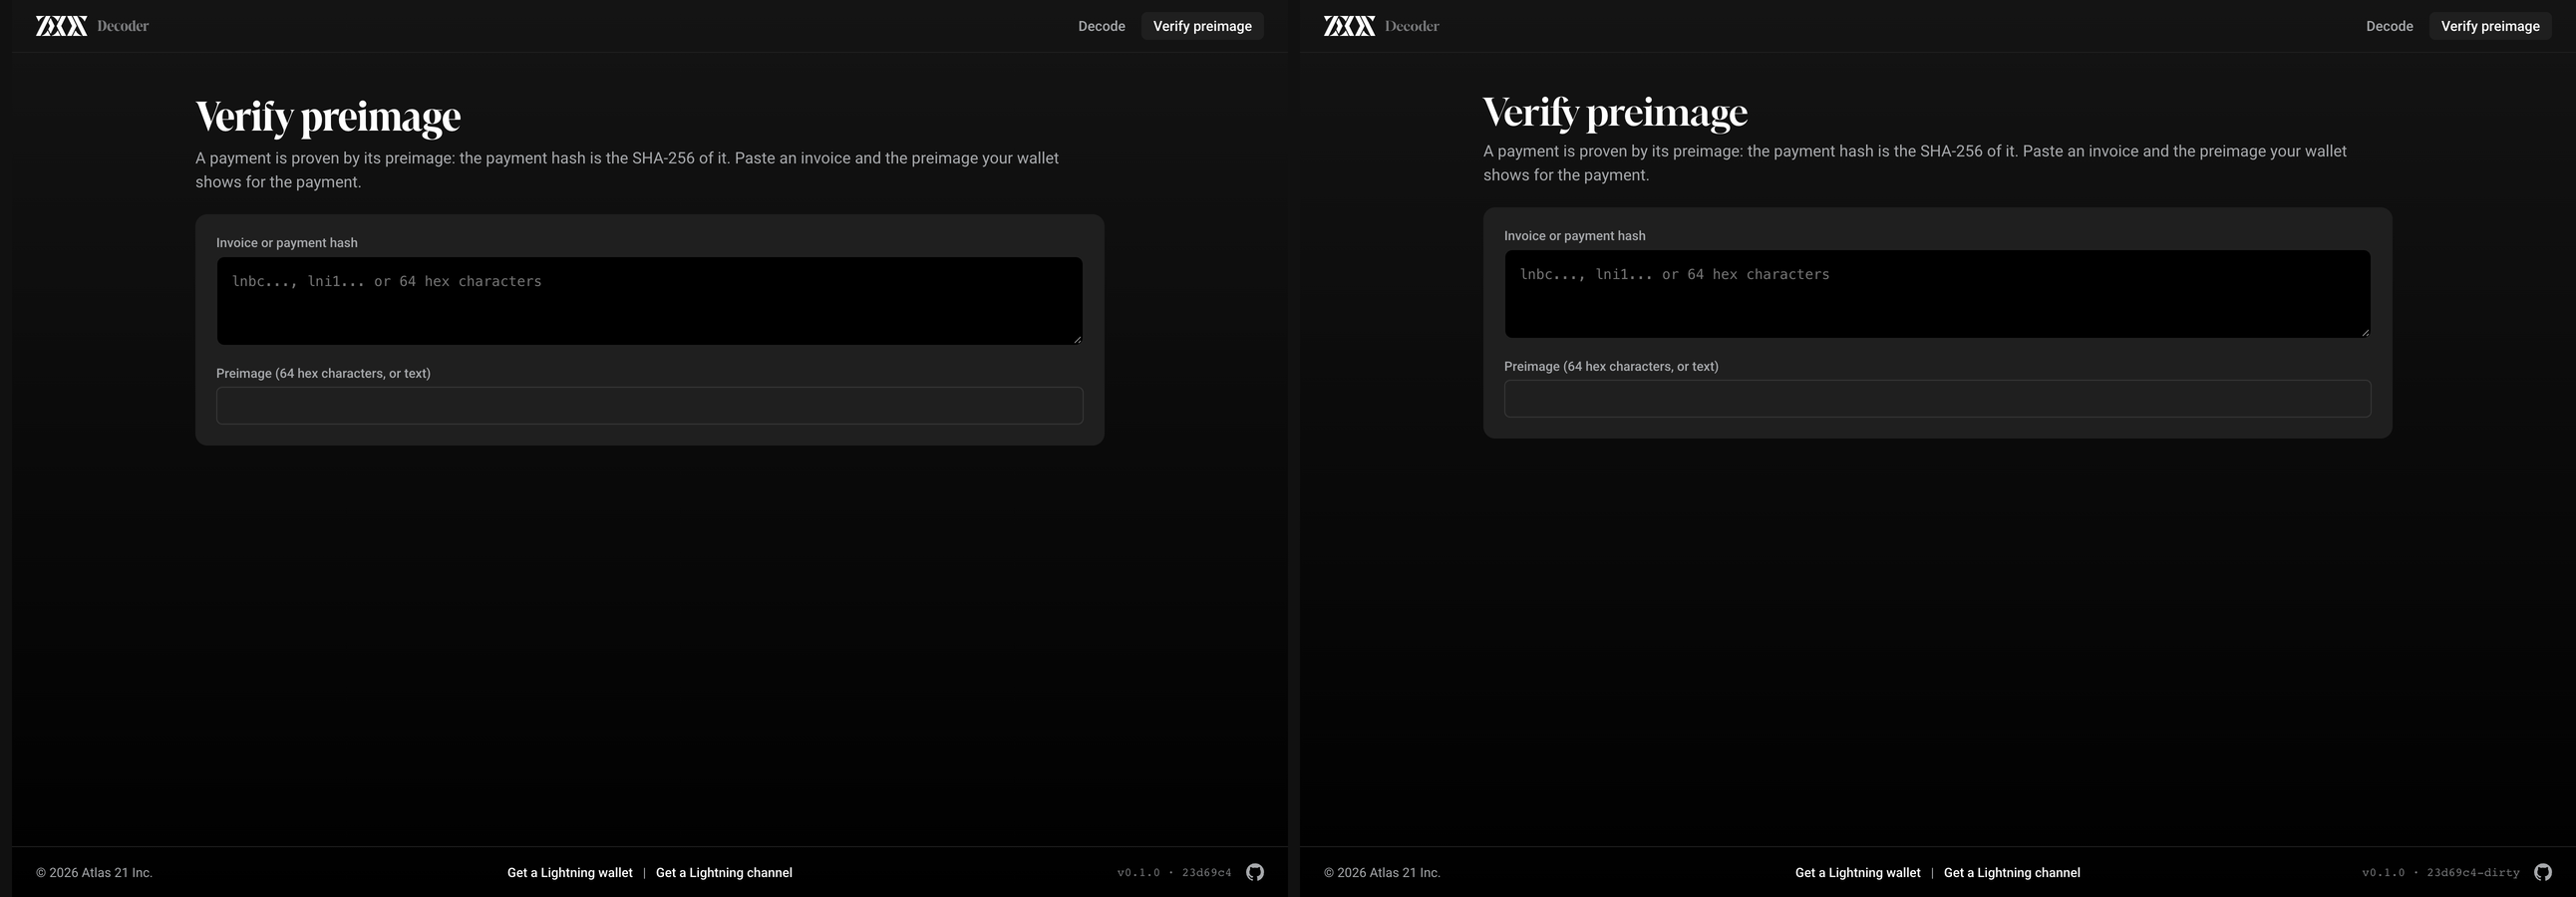 ZXX Decoder
Decode
Verify preimage
Verify preimage
A payment is proven by its preimage: the payment hash is the SHA-256 of it. Paste an invoice and the preimage your wallet
shows for the payment.
Invoice or payment hash
lnbc..., lni1... or 64 hex characters
Preimage (64 hex characters, or text)
© 2026 Atlas 21 Inc.
Get a Lightning wallet | Get a Lightning channel
v0.1.0 · 23d69c4
ZXX Decoder
Decode
Verify preimage
Verify preimage
A payment is proven by its preimage: the payment hash is the SHA-256 of it. Paste an invoice and the preimage your wallet
shows for the payment.
Invoice or payment hash
lnbc..., lni1... or 64 hex characters
Preimage (64 hex characters, or text)
© 2026 Atlas 21 Inc.
Get a Lightning wallet | Get a Lightning channel
v0.1.0 · 23d69c4-dirty